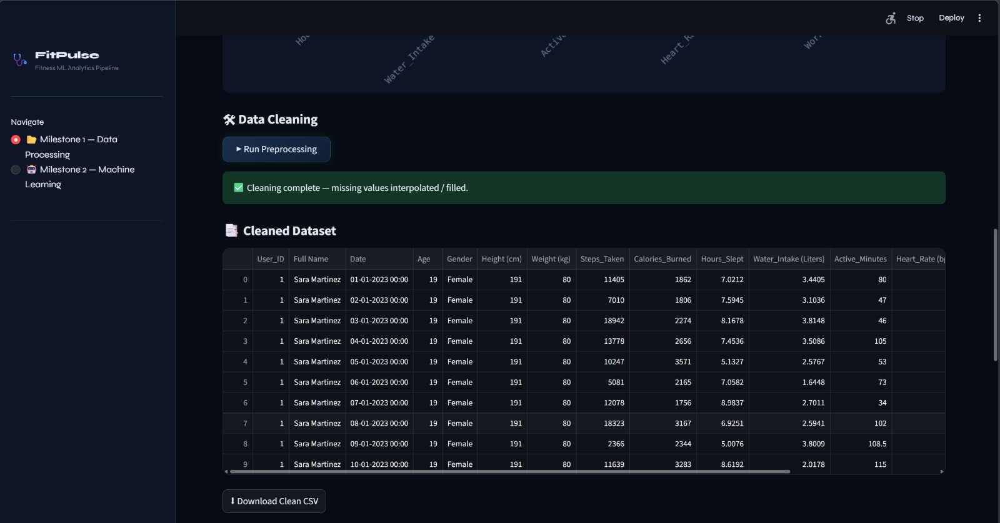 Stop
Deploy
FitPulse
Fitness ML Analytics Pipeline
Navigate
Milestone 1 — Data
Processing
Milestone 2 — Machine
Learning
Water_Intake
🛠 Data Cleaning
▶ Run Preprocessing
✅ Cleaning complete — missing values interpolated / filled.
Cleaned Dataset
User_ID Full Name Date Age Gender Height (cm) Weight (kg) Steps_Taken Calories_Burned Hours_Slept Water_Intake (Liters) Active_Minutes Heart_Rate (b
0 1 Sara Martinez 01-01-2023 00:00 19 Female 191 80 11405 1862 7.0212 3.4405 80
1 1 Sara Martinez 02-01-2023 00:00 19 Female 191 80 7010 1806 7.5945 3.1036 47
2 1 Sara Martinez 03-01-2023 00:00 19 Female 191 80 18942 2274 8.1678 3.8148 46
3 1 Sara Martinez 04-01-2023 00:00 19 Female 191 80 13778 2656 7.4536 3.5086 105
4 1 Sara Martinez 05-01-2023 00:00 19 Female 191 80 10247 3571 5.1327 2.5767 53
5 1 Sara Martinez 06-01-2023 00:00 19 Female 191 80 5081 2165 7.0582 1.6448 73
6 1 Sara Martinez 07-01-2023 00:00 19 Female 191 80 12078 1756 8.9837 2.7011 34
7 1 Sara Martinez 08-01-2023 00:00 19 Female 191 80 18323 3167 6.9251 2.5941 102
8 1 Sara Martinez 09-01-2023 00:00 19 Female 191 80 2366 2344 5.0076 3.8009 108.5
9 1 Sara Martinez 10-01-2023 00:00 19 Female 191 80 11639 3283 8.6192 2.0178 115
⬇ Download Clean CSV